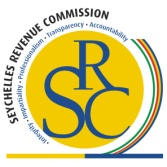 SEYCHELLES REVENUE COMMISSION
• Integrity • Impartiality • Professionalism • Transparency • Accountability
SRC